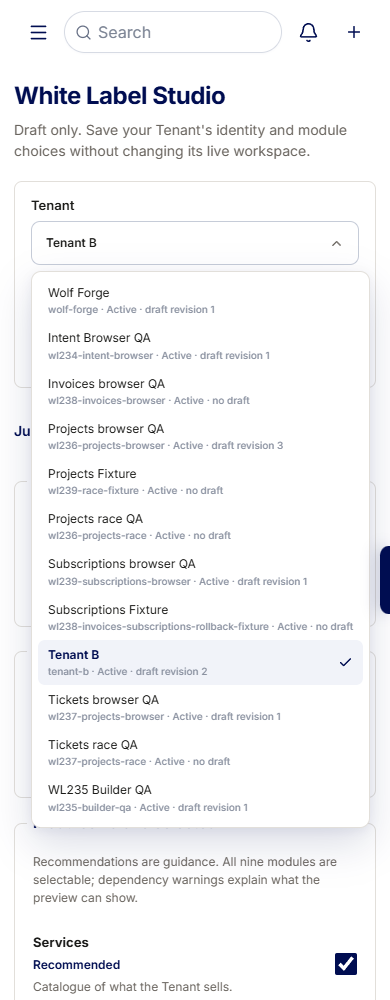 Search
White Label Studio
Draft only. Save your Tenant's identity and module
choices without changing its live workspace.
Tenant
Tenant B
Wolf Forge
wolf-forge · Active · draft revision 1
Intent Browser QA
wl234-intent-browser · Active · draft revision 1
Invoices browser QA
wl238-invoices-browser · Active · no draft
Projects browser QA
wl236-projects-browser · Active · draft revision 3
Projects Fixture
wl239-race-fixture · Active · no draft
Projects race QA
wl236-projects-race · Active · no draft
Subscriptions browser QA
wl239-subscriptions-browser · Active · draft revision 1
Subscriptions Fixture
wl238-invoices-subscriptions-rollback-fixture · Active · no draft
Tenant B
tenant-b · Active · draft revision 2
Tickets browser QA
wl237-projects-browser · Active · draft revision 1
Tickets race QA
wl237-projects-race · Active · no draft
WL235 Builder QA
wl235-builder-qa · Active · draft revision 1
Ju
Recommendations are guidance. All nine modules are
selectable; dependency warnings explain what the
preview can show.
Services
Recommended
Catalogue of what the Tenant sells.